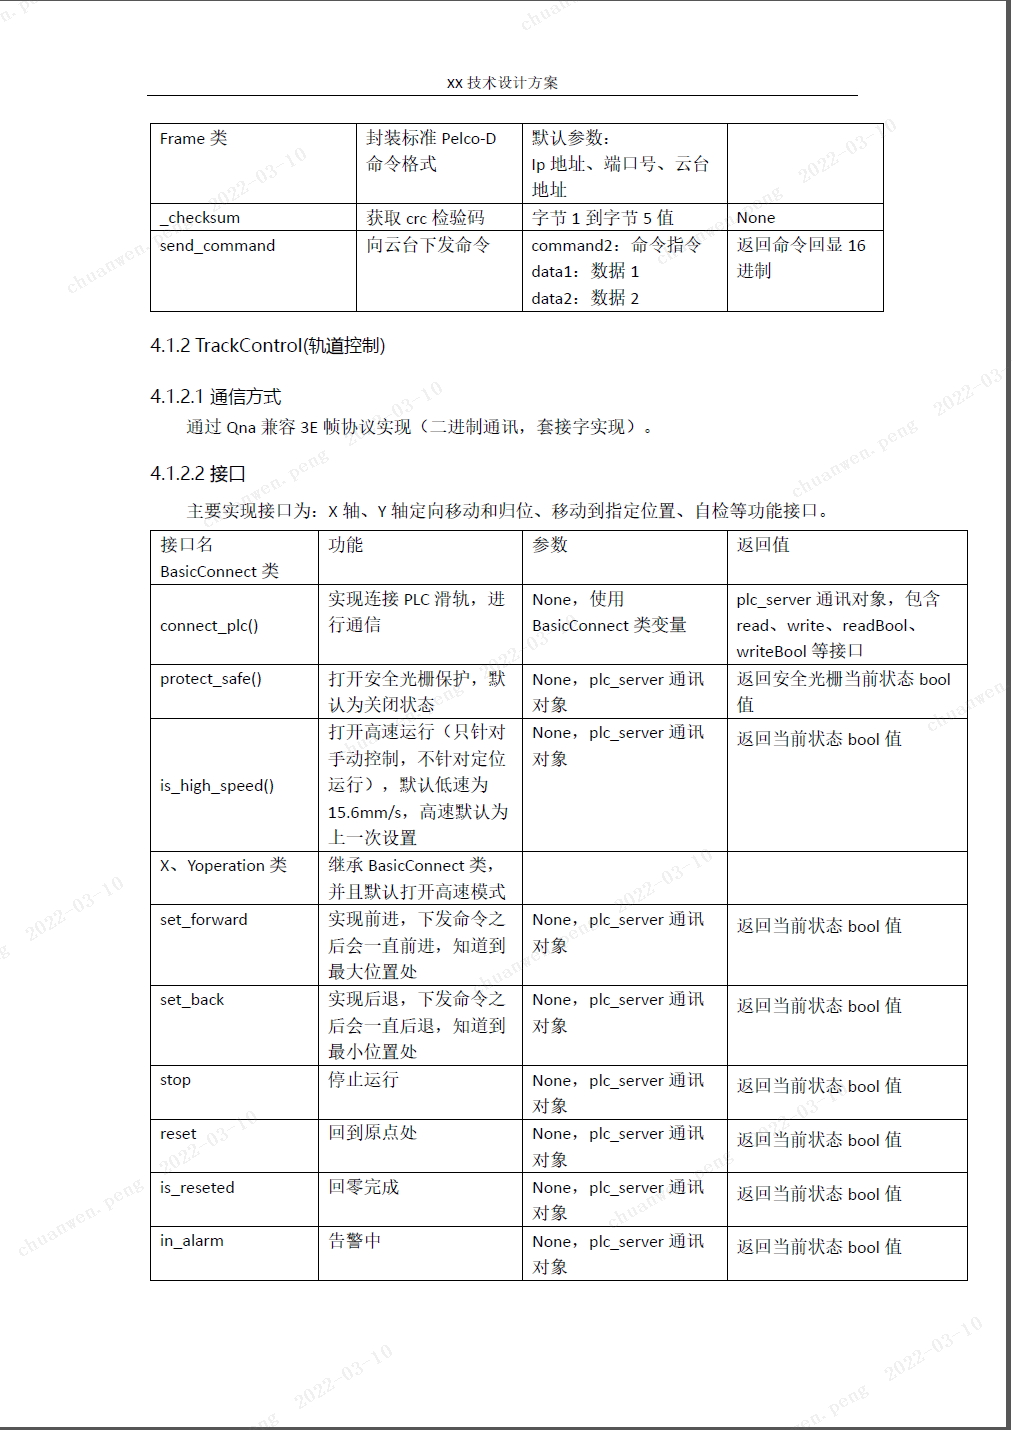 XX 技术设计方案
Frame 类 封装标准 Pelco-D 默认参数：
命令格式 Ip 地址、端口号、云台
地址
_checksum 获取 crc 检验码 字节 1 到字节 5 值 None
send_command 向云台下发命令 command2：命令指令 返回命令回显 16
data1：数据 1 进制
data2：数据 2
4.1.2 TrackControl(轨道控制)
4.1.2.1 通信方式
通过 Qna 兼容 3E 帧协议实现（二进制通讯，套接字实现）。
4.1.2.2 接口
主要实现接口为：X 轴、Y 轴定向移动和归位、移动到指定位置、自检等功能接口。
接口名 功能 参数 返回值
BasicConnect 类
connect_plc() 实现连接 PLC 滑轨，进 None，使用 plc_server 通讯对象，包含
行通信 BasicConnect 类变量 read、write、readBool、
writeBool 等接口
protect_safe() 打开安全光栅保护，默 None，plc_server 通讯 返回安全光栅当前状态 bool
认为关闭状态 对象 值
is_high_speed() 打开高速运行（只针对 None，plc_server 通讯 返回当前状态 bool 值
手动控制，不针对定位 对象
运行），默认低速为
15.6mm/s，高速默认为
上一次设置
X、Yoperation 类 继承 BasicConnect 类，
并且默认打开高速模式
set_forward 实现前进，下发命令之 None，plc_server 通讯 返回当前状态 bool 值
后会一直前进，知道到 对象
最大位置处
set_back 实现后退，下发命令之 None，plc_server 通讯 返回当前状态 bool 值
后会一直后退，知道到 对象
最小位置处
stop 停止运行 None，plc_server 通讯 返回当前状态 bool 值
对象
reset 回到原点处 None，plc_server 通讯 返回当前状态 bool 值
对象
is_reseted 回零完成 None，plc_server 通讯 返回当前状态 bool 值
对象
in_alarm 告警中 None，plc_server 通讯 返回当前状态 bool 值
对象
chuanwen.peng 2022-03-10